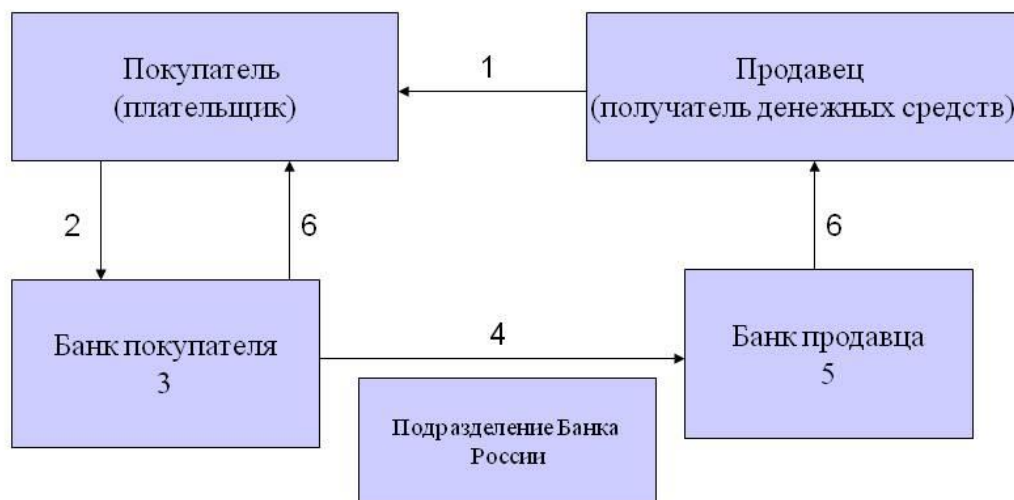 Покупатель
(плательщик)
1
Продавец
(получатель денежных средств)
2
6
6
Банк покупателя
3
4
Банк продавца
5
Подразделение Банка
России